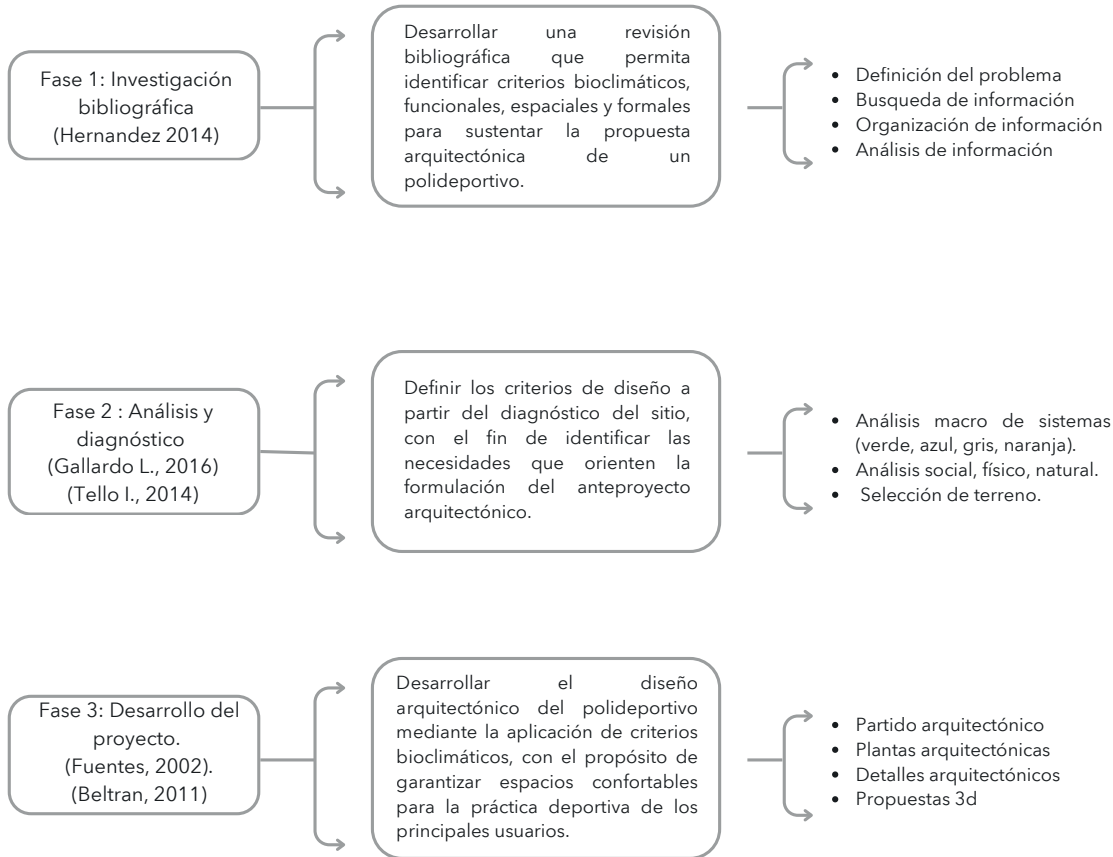 Fase 1: Investigación
bibliográfica
(Hernandez 2014)
Desarrollar una revisión
bibliográfica que permita
identificar criterios bioclimáticos,
funcionales, espaciales y formales
para sustentar la propuesta
arquitectónica de un
polideportivo.
• Definición del problema
• Busqueda de información
• Organización de información
• Análisis de información
Fase 2 : Análisis y
diagnóstico
(Gallardo L., 2016)
(Tello I., 2014)
Definir los criterios de diseño a
partir del diagnóstico del sitio,
con el fin de identificar las
necesidades que orienten la
formulación del anteproyecto
arquitectónico.
• Análisis macro de sistemas
(verde, azul, gris, naranja).
• Análisis social, físico, natural.
• Selección de terreno.
Fase 3: Desarrollo del
proyecto.
(Fuentes, 2002).
(Beltran, 2011)
Desarrollar el diseño
arquitectónico del polideportivo
mediante la aplicación de criterios
bioclimáticos, con el propósito de
garantizar espacios confortables
para la práctica deportiva de los
principales usuarios.
• Partido arquitectónico
• Plantas arquitectónicas
• Detalles arquitectónicos
• Propuestas 3d